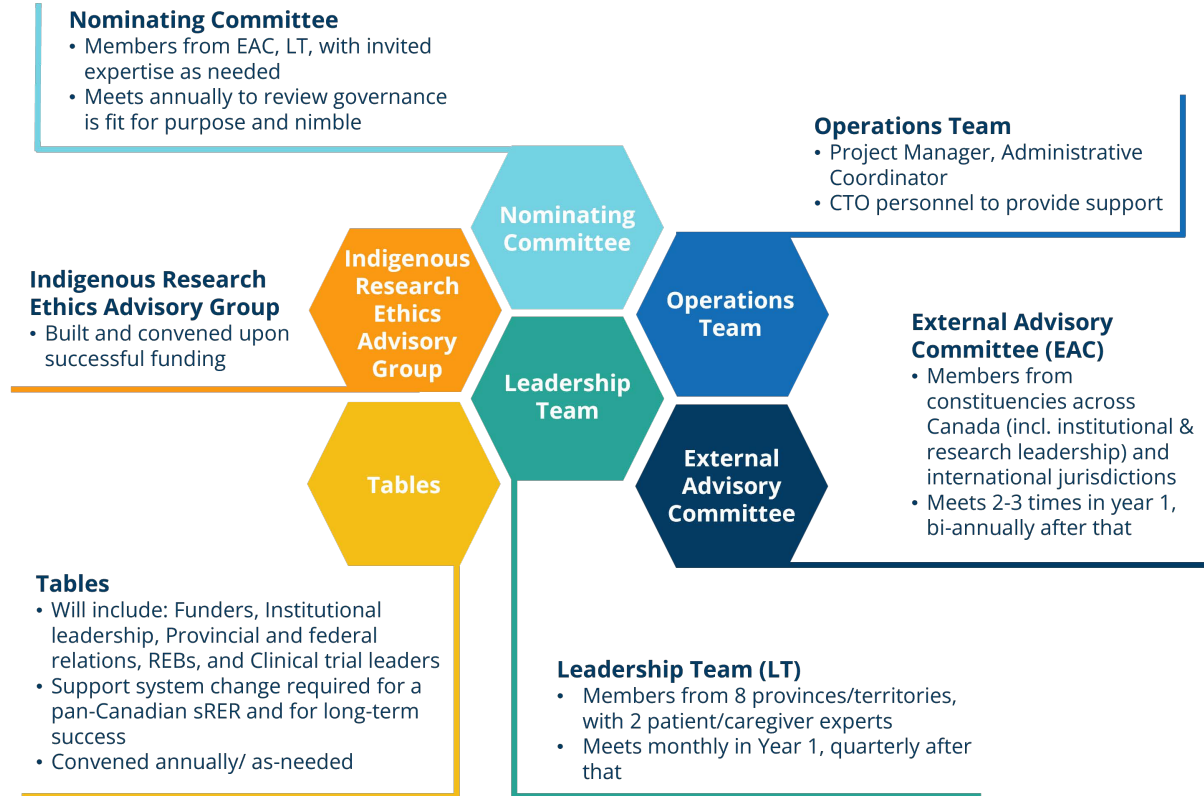 Nominating Committee
• Members from EAC, LT, with invited
expertise as needed
• Meets annually to review governance
is fit for purpose and nimble
Operations Team
• Project Manager, Administrative
Coordinator
• CTO personnel to provide support
Nominating
Committee
Indigenous
Research
Ethics
Advisory
Group
Operations
Team
Leadership
Team
Tables
External
Advisory
Committee
Indigenous Research
Ethics Advisory Group
• Built and convened upon
successful funding
External Advisory
Committee (EAC)
• Members from
constituencies across
Canada (incl. institutional &
research leadership) and
international jurisdictions
• Meets 2-3 times in year 1,
bi-annually after that
Tables
• Will include: Funders, Institutional
leadership, Provincial and federal
relations, REBs, and Clinical trial leaders
• Support system change required for a
pan-Canadian sRER and for long-term
success
• Convened annually/ as-needed
Leadership Team (LT)
• Members from 8 provinces/territories,
with 2 patient/caregiver experts
• Meets monthly in Year 1, quarterly after
that